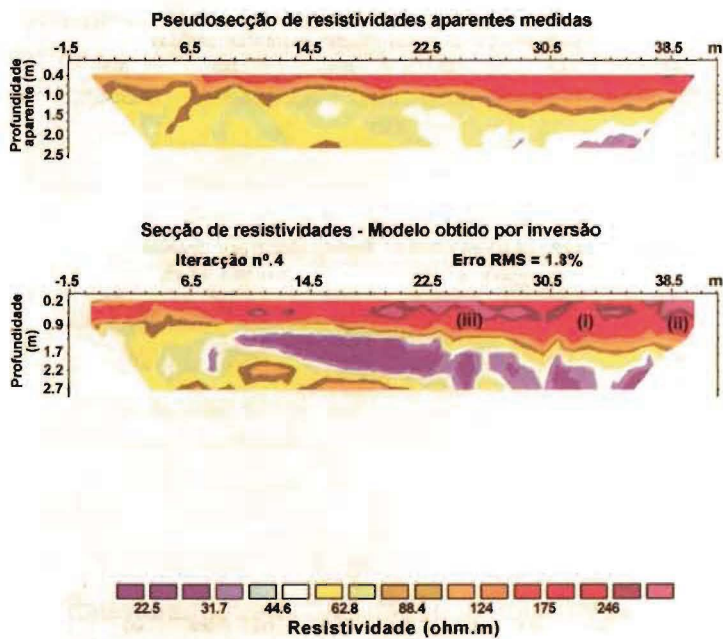 Pseudosecção de resistividades aparentes medidas
-1.5 6.5 14.5 22.5 30.5 38.5 m
Profundidade aparente (m)
0.4
1.0
1.5
2.0
2.5
Secção de resistividades - Modelo obtido por inversão
Iteracção nº.4 Erro RMS = 1.8%
-1.5 6.5 14.5 22.5 30.5 38.5 m
Profundidade (m)
0.2
0.9
1.7
2.2
2.7
(iii) (i) (ii)
22.5 31.7 44.6 62.8 88.4 124 175 246
Resistividade (ohm.m)